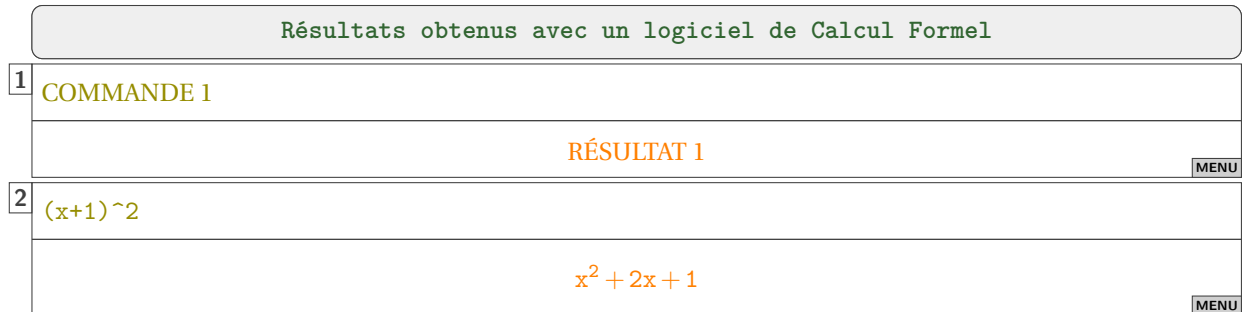 Résultats obtenus avec un logiciel de Calcul Formel
1
COMMANDE 1
RÉSULTAT 1
MENU
2
(x+1)^2
x² + 2x + 1
MENU